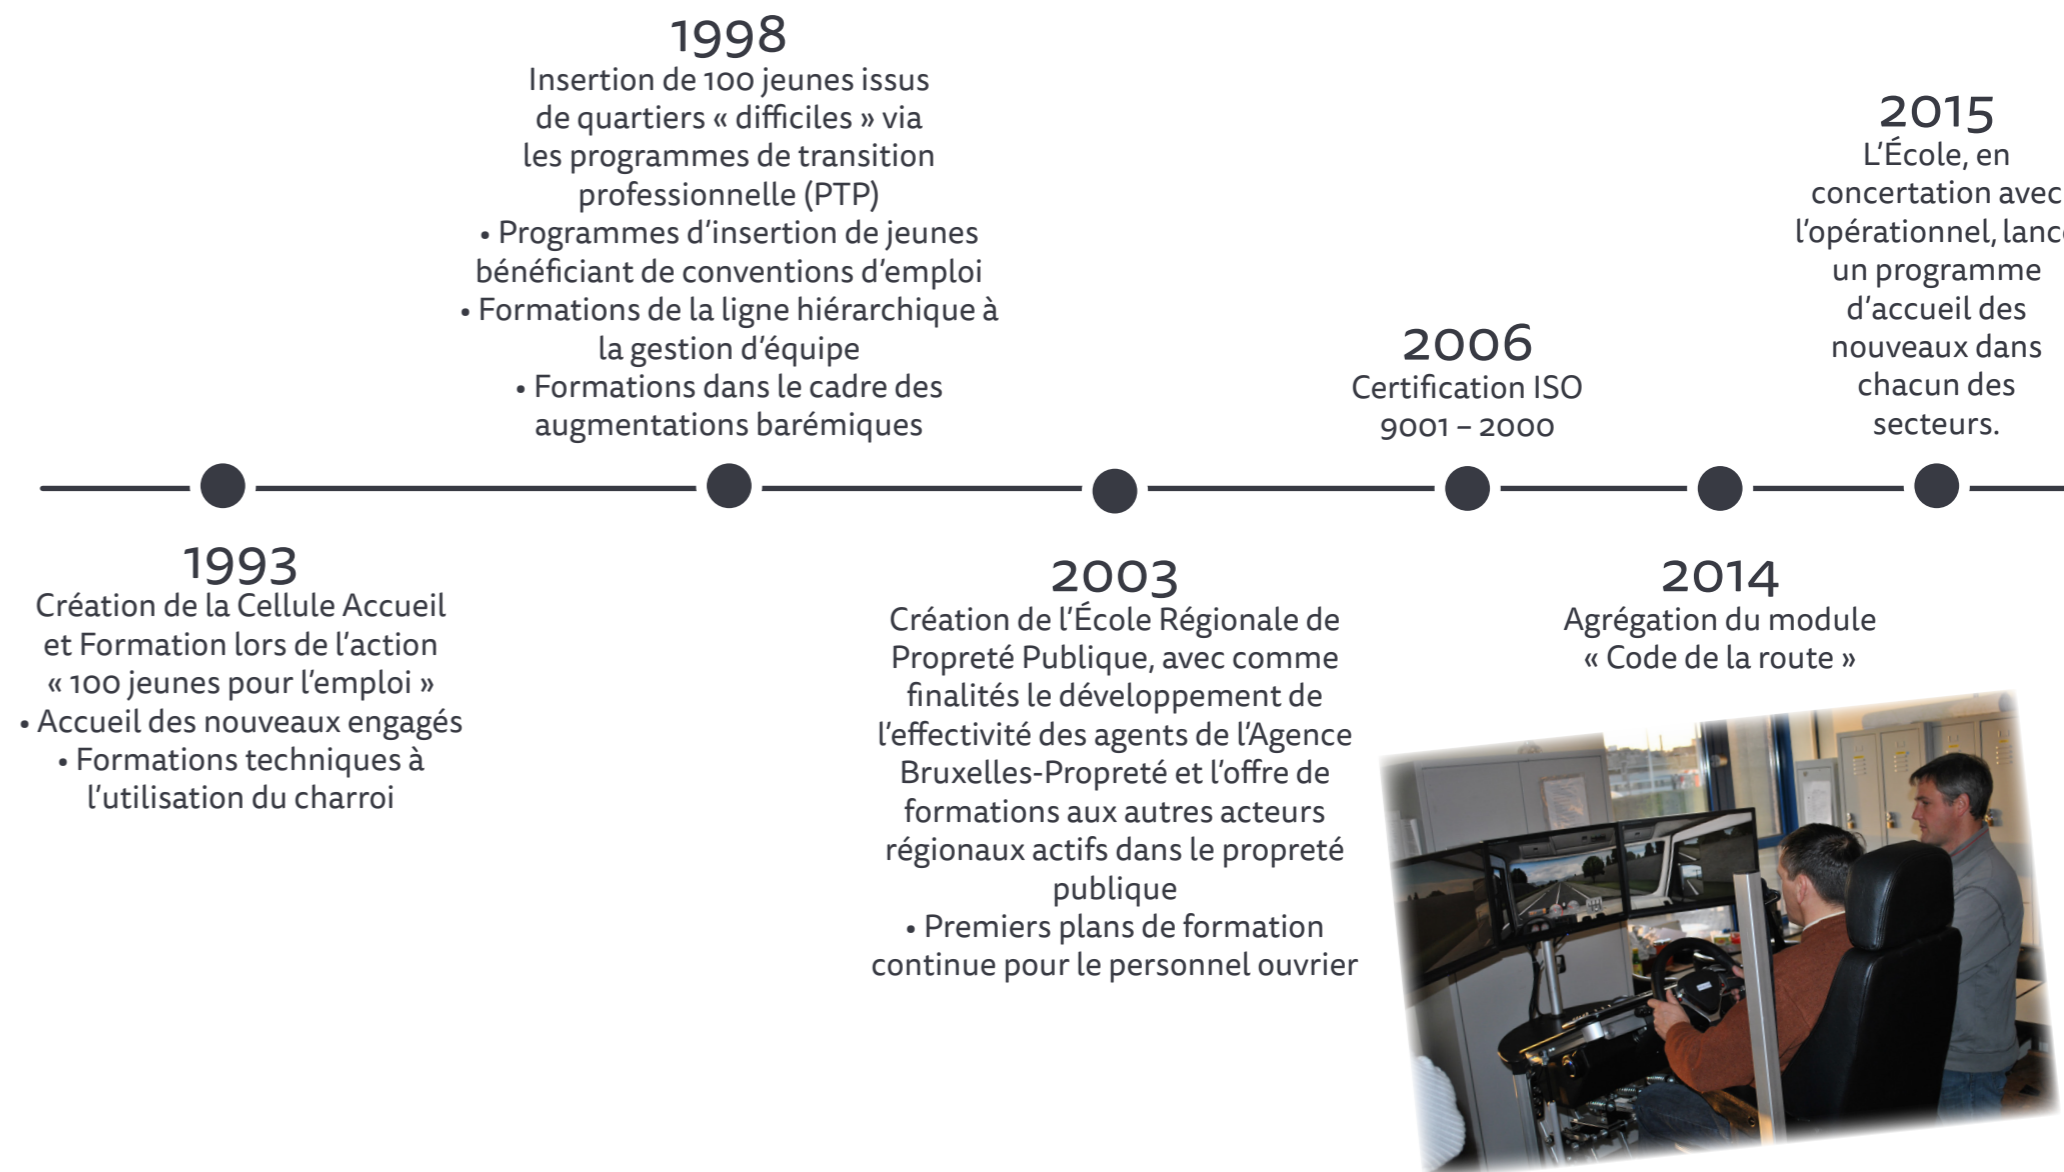 1998
Insertion de 100 jeunes issus
de quartiers « difficiles » via
les programmes de transition
professionnelle (PTP)
• Programmes d'insertion de jeunes
bénéficiant de conventions d'emploi
• Formations de la ligne hiérarchique à
la gestion d'équipe
• Formations dans le cadre des
augmentations barémiques
2006
Certification ISO
9001 – 2000
2015
L'École, en
concertation avec
l'opérationnel, lance
un programme
d'accueil des
nouveaux dans
chacun des
secteurs.
1993
Création de la Cellule Accueil
et Formation lors de l'action
« 100 jeunes pour l'emploi »
• Accueil des nouveaux engagés
• Formations techniques à
l'utilisation du charroi
2003
Création de l'École Régionale de
Propreté Publique, avec comme
finalités le développement de
l'effectivité des agents de l'Agence
Bruxelles-Propreté et l'offre de
formations aux autres acteurs
régionaux actifs dans le propreté
publique
• Premiers plans de formation
continue pour le personnel ouvrier
2014
Agrégation du module
« Code de la route »